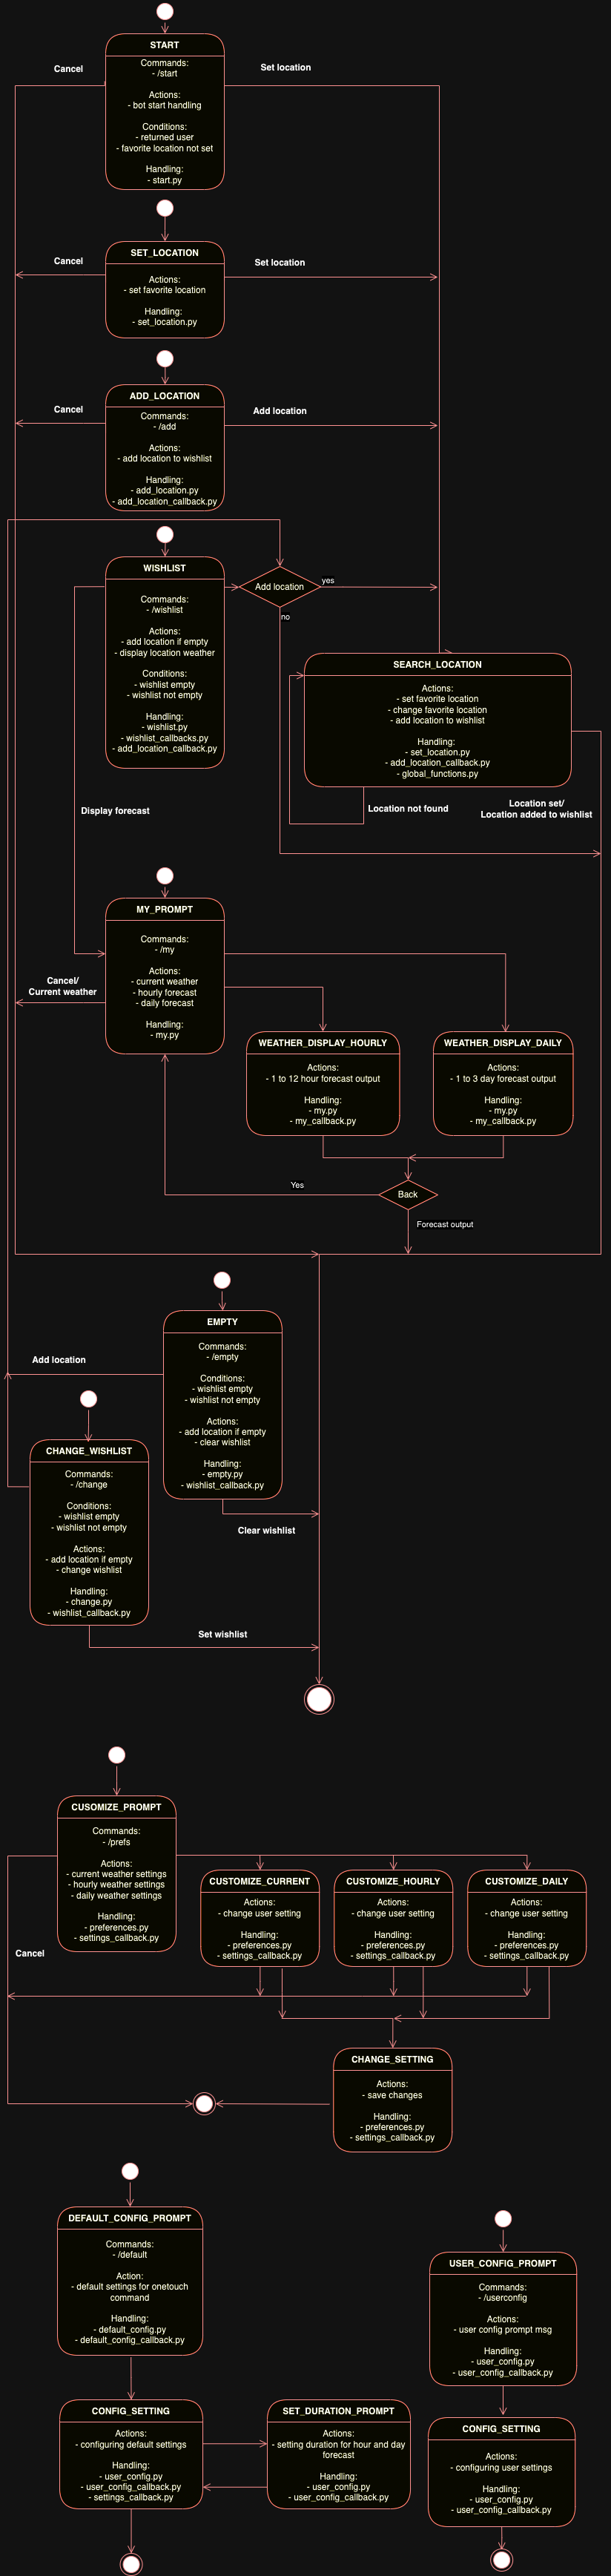 START
Commands:
- /start
Actions:
- bot start handling
Conditions:
- returned user
- favorite location not set
Handling:
- start.py
Cancel
Set location
SET_LOCATION
Actions:
- set favorite location
Handling:
- set_location.py
Cancel
Set location
ADD_LOCATION
Commands:
- /add
Actions:
- add location to wishlist
Handling:
- add_location.py
- add_location_callback.py
Cancel
Add location
WISHLIST
Commands:
- /wishlist
Actions:
- add location if empty
- display location weather
Conditions:
- wishlist empty
- wishlist not empty
Handling:
- wishlist.py
- wishlist_callbacks.py
- add_location_callback.py
Add location
yes
no
SEARCH_LOCATION
Actions:
- set favorite location
- change favorite location
- add location to wishlist
Handling:
- set_location.py
- add_location_callback.py
- global_functions.py
Location not found
Location set/
Location added to wishlist
Display forecast
MY_PROMPT
Commands:
- /my
Actions:
- current weather
- hourly forecast
- daily forecast
Handling:
- my.py
Cancel/
Current weather
WEATHER_DISPLAY_HOURLY
Actions:
- 1 to 12 hour forecast output
Handling:
- my.py
- my_callback.py
WEATHER_DISPLAY_DAILY
Actions:
- 1 to 3 day forecast output
Handling:
- my.py
- my_callback.py
Back
Yes
Forecast output
EMPTY
Commands:
- /empty
Conditions:
- wishlist empty
- wishlist not empty
Actions:
- add location if empty
- clear wishlist
Handling:
- empty.py
- wishlist_callback.py
Add location
Clear wishlist
CHANGE_WISHLIST
Commands:
- /change
Conditions:
- wishlist empty
- wishlist not empty
Actions:
- add location if empty
- change wishlist
Handling:
- change.py
- wishlist_callback.py
Set wishlist
CUSOMIZE_PROMPT
Commands:
- /prefs
Actions:
- current weather settings
- hourly weather settings
- daily weather settings
Handling:
- preferences.py
- settings_callback.py
Cancel
CUSTOMIZE_CURRENT
Actions:
- change user setting
Handling:
- preferences.py
- settings_callback.py
CUSTOMIZE_HOURLY
Actions:
- change user setting
Handling:
- preferences.py
- settings_callback.py
CUSTOMIZE_DAILY
Actions:
- change user setting
Handling:
- preferences.py
- settings_callback.py
CHANGE_SETTING
Actions:
- save changes
Handling:
- preferences.py
- settings_callback.py
DEFAULT_CONFIG_PROMPT
Commands:
- /default
Action:
- default settings for onetouch
command
Handling:
- default_config.py
- default_config_callback.py
USER_CONFIG_PROMPT
Commands:
- /userconfig
Actions:
- user config prompt msg
Handling:
- user_config.py
- user_config_callback.py
CONFIG_SETTING
Actions:
- configuring default settings
Handling:
- user_config.py
- user_config_callback.py
- settings_callback.py
SET_DURATION_PROMPT
Actions:
- setting duration for hour and day
forecast
Handling:
- user_config.py
- user_config_callback.py
CONFIG_SETTING
Actions:
- configuring user settings
Handling:
- user_config.py
- user_config_callback.py